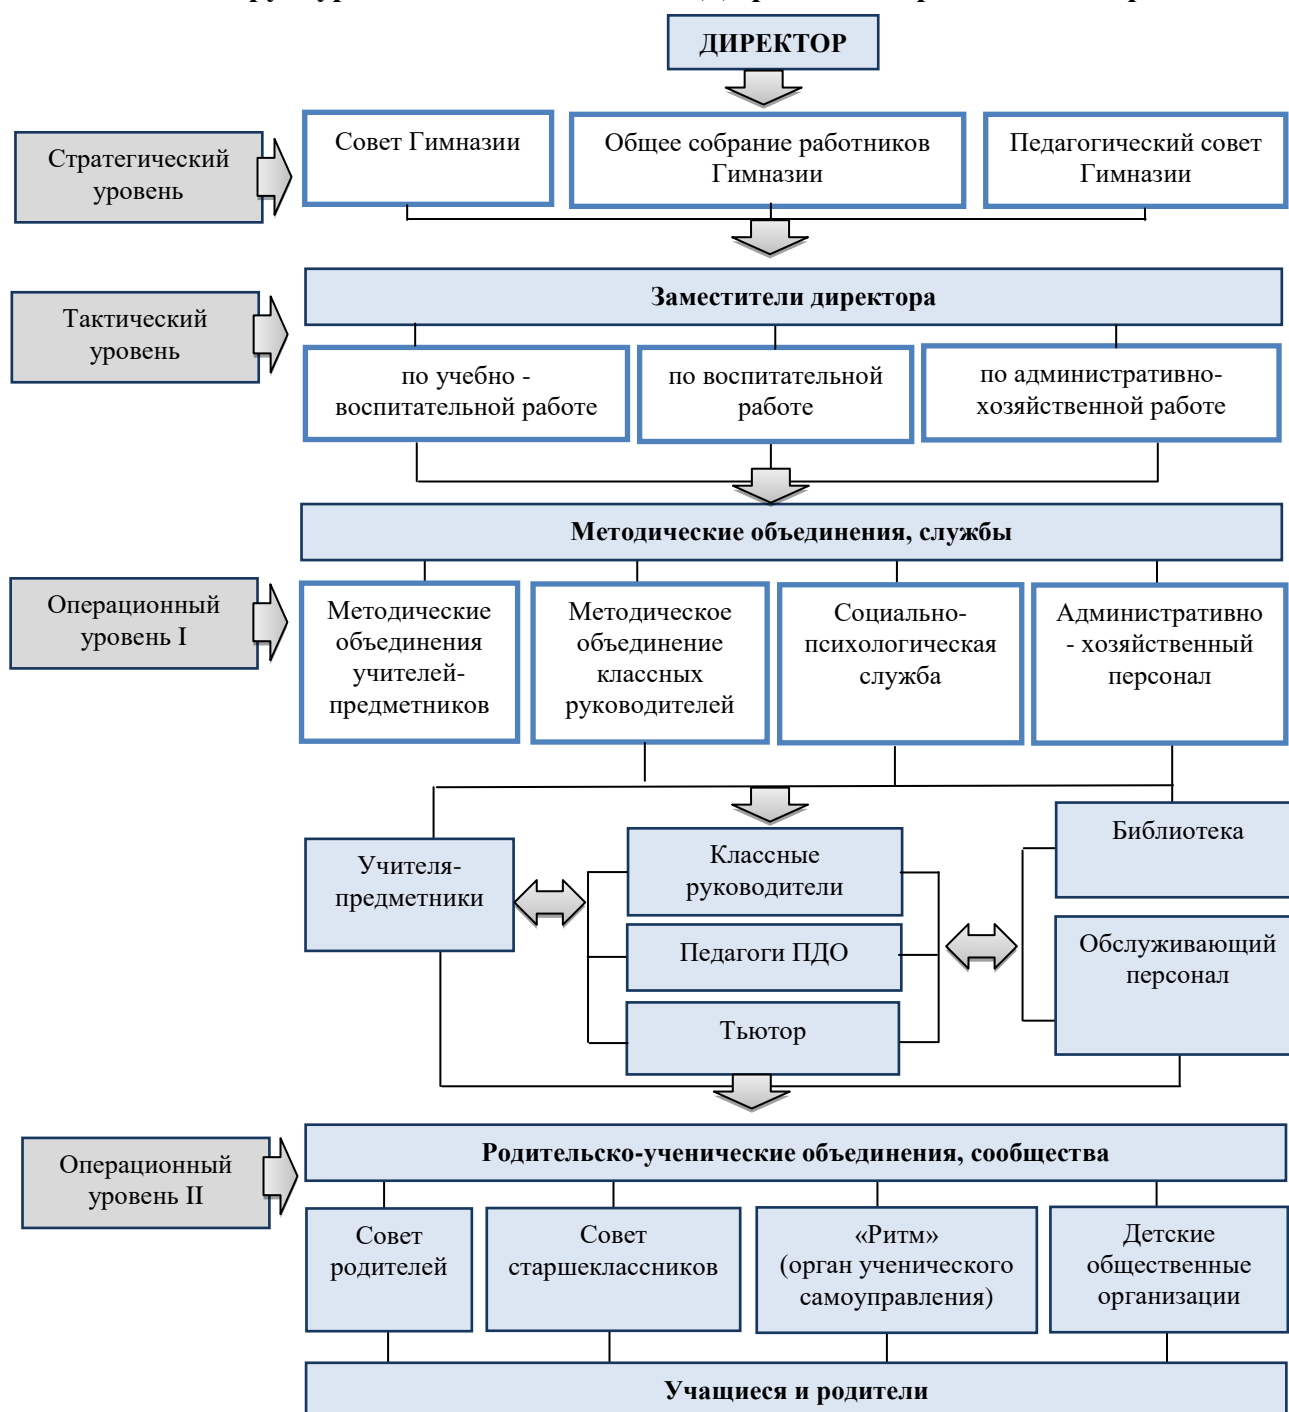 ДИРЕКТОР
Стратегический
уровень
Совет Гимназии
Общее собрание работников
Гимназии
Педагогический совет
Гимназии
Тактический
уровень
Заместители директора
по учебно -
воспитательной работе
по воспитательной
работе
по административно-
хозяйственной работе
Методические объединения, службы
Операционный
уровень I
Методические
объединения
учителей-
предметников
Методическое
объединение
классных
руководителей
Социально-
психологическая
служба
Административно
- хозяйственный
персонал
Учителя-
предметники
Классные
руководители
Педагоги ПДО
Тьютор
Библиотека
Обслуживающий
персонал
Операционный
уровень II
Родительско-ученические объединения, сообщества
Совет
родителей
Совет
старшеклассников
«Ритм»
(орган ученического
самоуправления)
Детские
общественные
организации
Учащиеся и родители